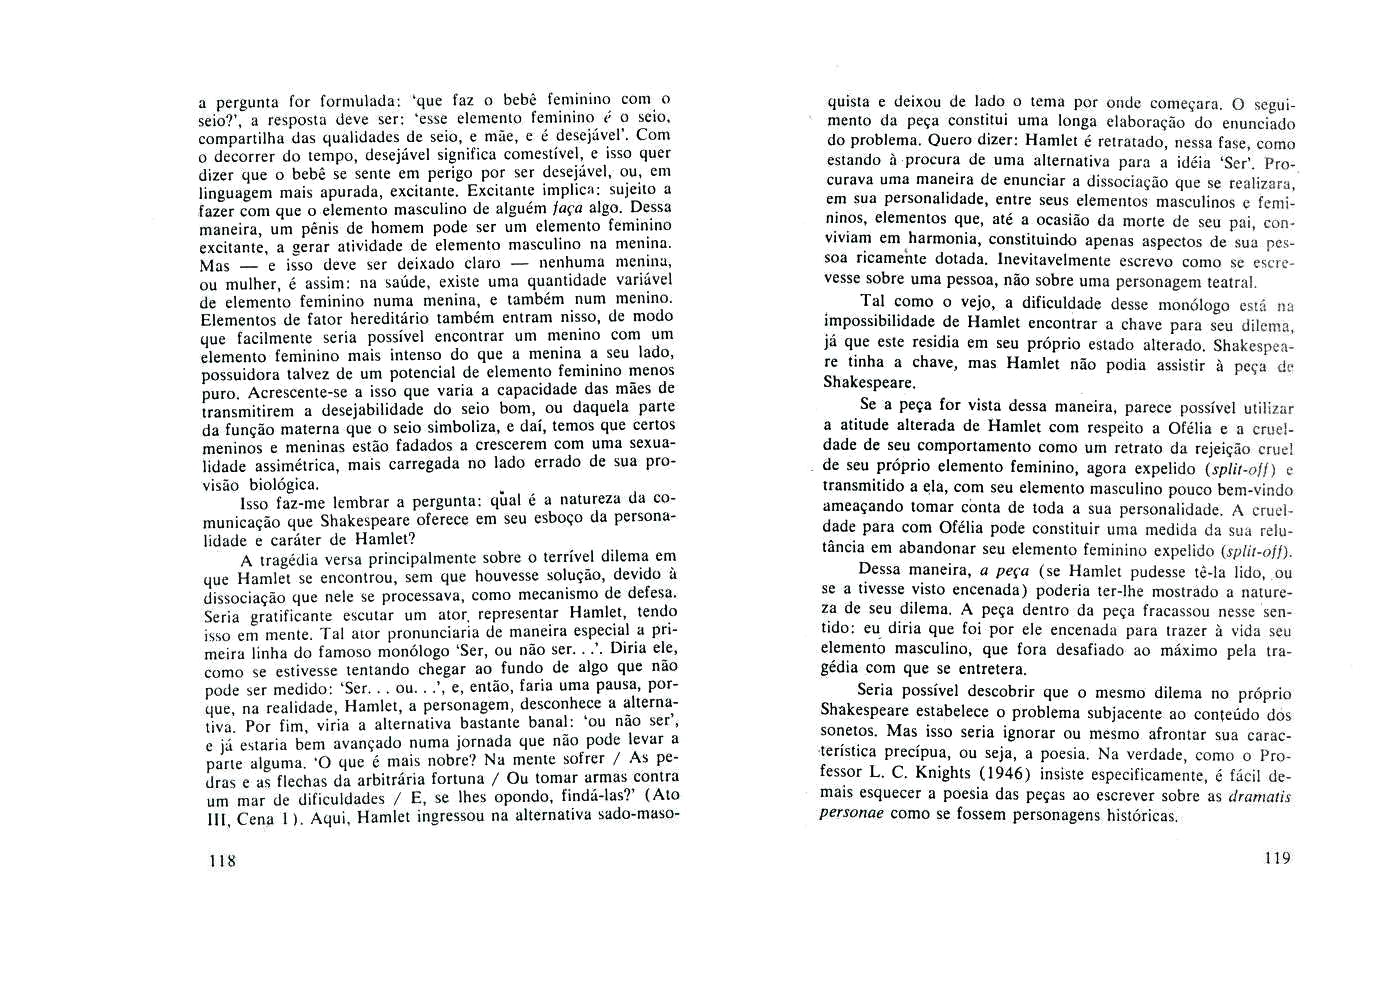 a pergunta for formulada: ‘que faz o bebê feminino com o
seio?’, a resposta deve ser: ‘esse elemento feminino é o seio,
compartilha das qualidades de seio, e mãe, e é desejável’. Com
o decorrer do tempo, desejável significa comestível, e isso quer
dizer que o bebê se sente em perigo por ser desejável, ou, em
linguagem mais apurada, excitante. Excitante implica: sujeito a
fazer com que o elemento masculino de alguém faça algo. Dessa
maneira, um pênis de homem pode ser um elemento feminino
excitante, a gerar atividade de elemento masculino na menina.
Mas — e isso deve ser deixado claro — nenhuma menina,
ou mulher, é assim: na saúde, existe uma quantidade variável
de elemento feminino numa menina, e também num menino.
Elementos de fator hereditário também entram nisso, de modo
que facilmente seria possível encontrar um menino com um
elemento feminino mais intenso do que a menina a seu lado,
possuidora talvez de um potencial de elemento feminino menos
puro. Acrescente-se a isso que varia a capacidade das mães de
transmitirem a desejabilidade do seio bom, ou daquela parte
da função materna que o seio simboliza, e daí, temos que certos
meninos e meninas estão fadados a crescerem com uma sexua-
lidade assimétrica, mais carregada no lado errado de sua pro-
visão biológica.
Isso faz-me lembrar a pergunta: qual é a natureza da co-
municação que Shakespeare oferece em seu esboço da persona-
lidade e caráter de Hamlet?
A tragédia versa principalmente sobre o terrível dilema em
que Hamlet se encontrou, sem que houvesse solução, devido à
dissociação que nele se processava, como mecanismo de defesa.
Seria gratificante escutar um ator representar Hamlet, tendo
isso em mente. Tal ator pronunciaria de maneira especial a pri-
meira linha do famoso monólogo ‘Ser, ou não ser. . .’. Diria ele,
como se estivesse tentando chegar ao fundo de algo que não
pode ser medido: ‘Ser. . . ou. . .’, e, então, faria uma pausa, por-
que, na realidade, Hamlet, a personagem, desconhece a alterna-
tiva. Por fim, viria a alternativa bastante banal: ‘ou não ser’,
e já estaria bem avançado numa jornada que não pode levar a
parte alguma. ‘O que é mais nobre? Na mente sofrer / As pe-
dras e as flechas da arbitrária fortuna / Ou tomar armas contra
um mar de dificuldades / E, se lhes opondo, findá-las?’ (Ato
III, Cena 1). Aqui, Hamlet ingressou na alternativa sado-maso-
118
quista e deixou de lado o tema por onde começara. O segui-
mento da peça constitui uma longa elaboração do enunciado
do problema. Quero dizer: Hamlet é retratado, nessa fase, como
estando à procura de uma alternativa para a idéia ‘Ser’. Pro-
curava uma maneira de enunciar a dissociação que se realizara,
em sua personalidade, entre seus elementos masculinos e femi-
ninos, elementos que, até a ocasião da morte de seu pai, con-
viviam em harmonia, constituindo apenas aspectos de sua pes-
soa ricamente dotada. Inevitavelmente escrevo como se escre-
vesse sobre uma pessoa, não sobre uma personagem teatral.
Tal como o vejo, a dificuldade desse monólogo está na
impossibilidade de Hamlet encontrar a chave para seu dilema,
já que este residia em seu próprio estado alterado. Shakespea-
re tinha a chave, mas Hamlet não podia assistir à peça de
Shakespeare.
Se a peça for vista dessa maneira, parece possível utilizar
a atitude alterada de Hamlet com respeito a Ofélia e a cruel-
dade de seu comportamento como um retrato da rejeição cruel
de seu próprio elemento feminino, agora expelido (split-off) e
transmitido a ela, com seu elemento masculino pouco bem-vindo
ameaçando tomar conta de toda a sua personalidade. A cruel-
dade para com Ofélia pode constituir uma medida da sua relu-
tância em abandonar seu elemento feminino expelido (split-off).
Dessa maneira, a peça (se Hamlet pudesse tê-la lido, ou
se a tivesse visto encenada) poderia ter-lhe mostrado a nature-
za de seu dilema. A peça dentro da peça fracassou nesse sen-
tido: eu diria que foi por ele encenada para trazer à vida seu
elemento masculino, que fora desafiado ao máximo pela tra-
gédia com que se entretera.
Seria possível descobrir que o mesmo dilema no próprio
Shakespeare estabelece o problema subjacente ao conteúdo dos
sonetos. Mas isso seria ignorar ou mesmo afrontar sua carac-
terística precípua, ou seja, a poesia. Na verdade, como o Pro-
fessor L. C. Knights (1946) insiste especificamente, é fácil de-
mais esquecer a poesia das peças ao escrever sobre as dramatis
personae como se fossem personagens históricas.
119